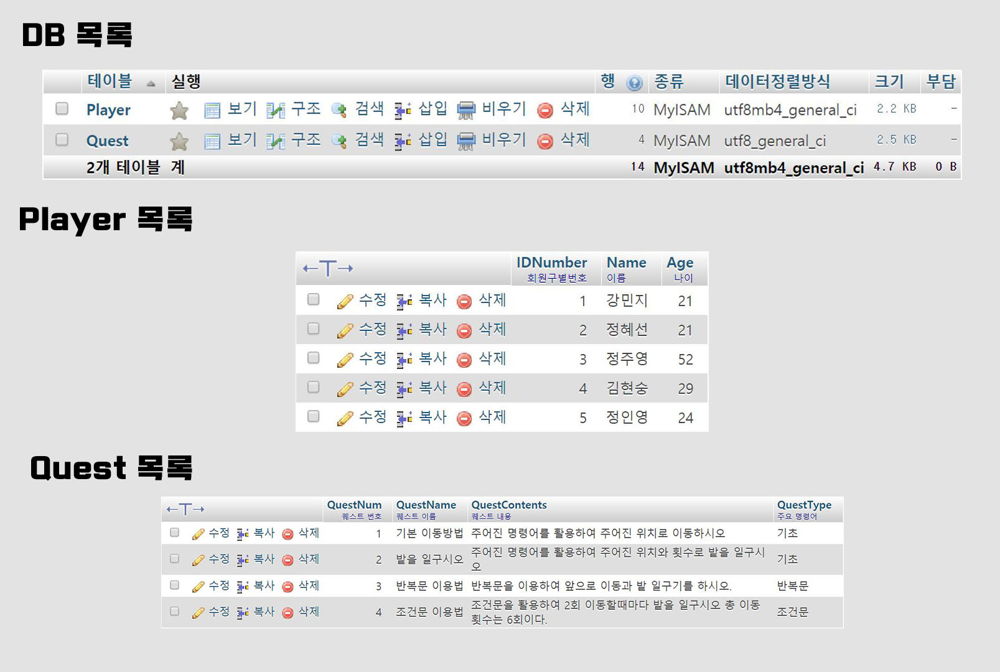 DB 목록
테이블 실행 행 종류 데이터정렬방식 크기 부담
Player 보기 구조 검색 삽입 비우기 삭제 10 MyISAM utf8mb4_general_ci 2.2 KB -
Quest 보기 구조 검색 삽입 비우기 삭제 4 MyISAM utf8_general_ci 2.5 KB -
2개 테이블 계 14 MyISAM utf8mb4_general_ci 4.7 KB 0 B
Player 목록
←T→ IDNumber Name Age
회원구별번호 이름 나이
수정 복사 삭제 1 강민지 21
수정 복사 삭제 2 정혜선 21
수정 복사 삭제 3 정주영 52
수정 복사 삭제 4 김현숭 29
수정 복사 삭제 5 정인영 24
Quest 목록
←T→ QuestNum QuestName QuestContents QuestType
퀘스트 번호 퀘스트 이름 퀘스트 내용 주요 명령어
수정 복사 삭제 1 기본 이동방법 주어진 명령어를 활용하여 주어진 위치로 이동하시오 기초
수정 복사 삭제 2 밭을 일구시오 주어진 명령어를 활용하여 주어진 위치와 횟수로 밭을 일구시 기초
오
수정 복사 삭제 3 반복문 이용법 반복문을 이용하여 앞으로 이동과 밭 일구기를 하시오. 반복문
수정 복사 삭제 4 조건문 이용법 조건문을 활용하여 2회 이동할때마다 밭을 일구시오 총 이동 조건문
횟수는 6회이다.